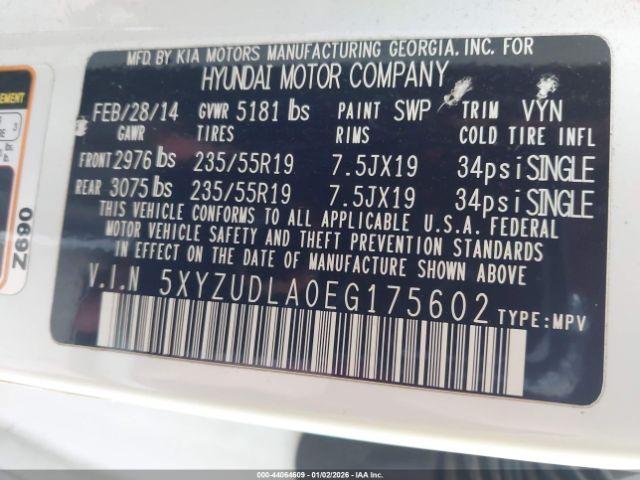 MFD. BY KIA MOTORS MANUFACTURING GEORGIA. INC. FOR
HYUNDAI MOTOR COMPANY
FEB/28/14 GVWR 5181 lbs PAINT SWP TRIM VYN
GAWR TIRES RIMS COLD TIRE INFL
FRONT 2976 lbs 235/55R19 7.5JX19 34psi SINGLE
REAR 3075 lbs 235/55R19 7.5JX19 34psi SINGLE
THIS VEHICLE CONFORMS TO ALL APPLICABLE U.S.A. FEDERAL
MOTOR VEHICLE SAFETY AND THEFT PREVENTION STANDARDS
IN EFFECT ON THE DATE OF MANUFACTURE SHOWN ABOVE
V.I.N 5XYZUDLA0EG175602 TYPE:MPV
Z690
000-44064609 - 01/02/2026 - IAA Inc.